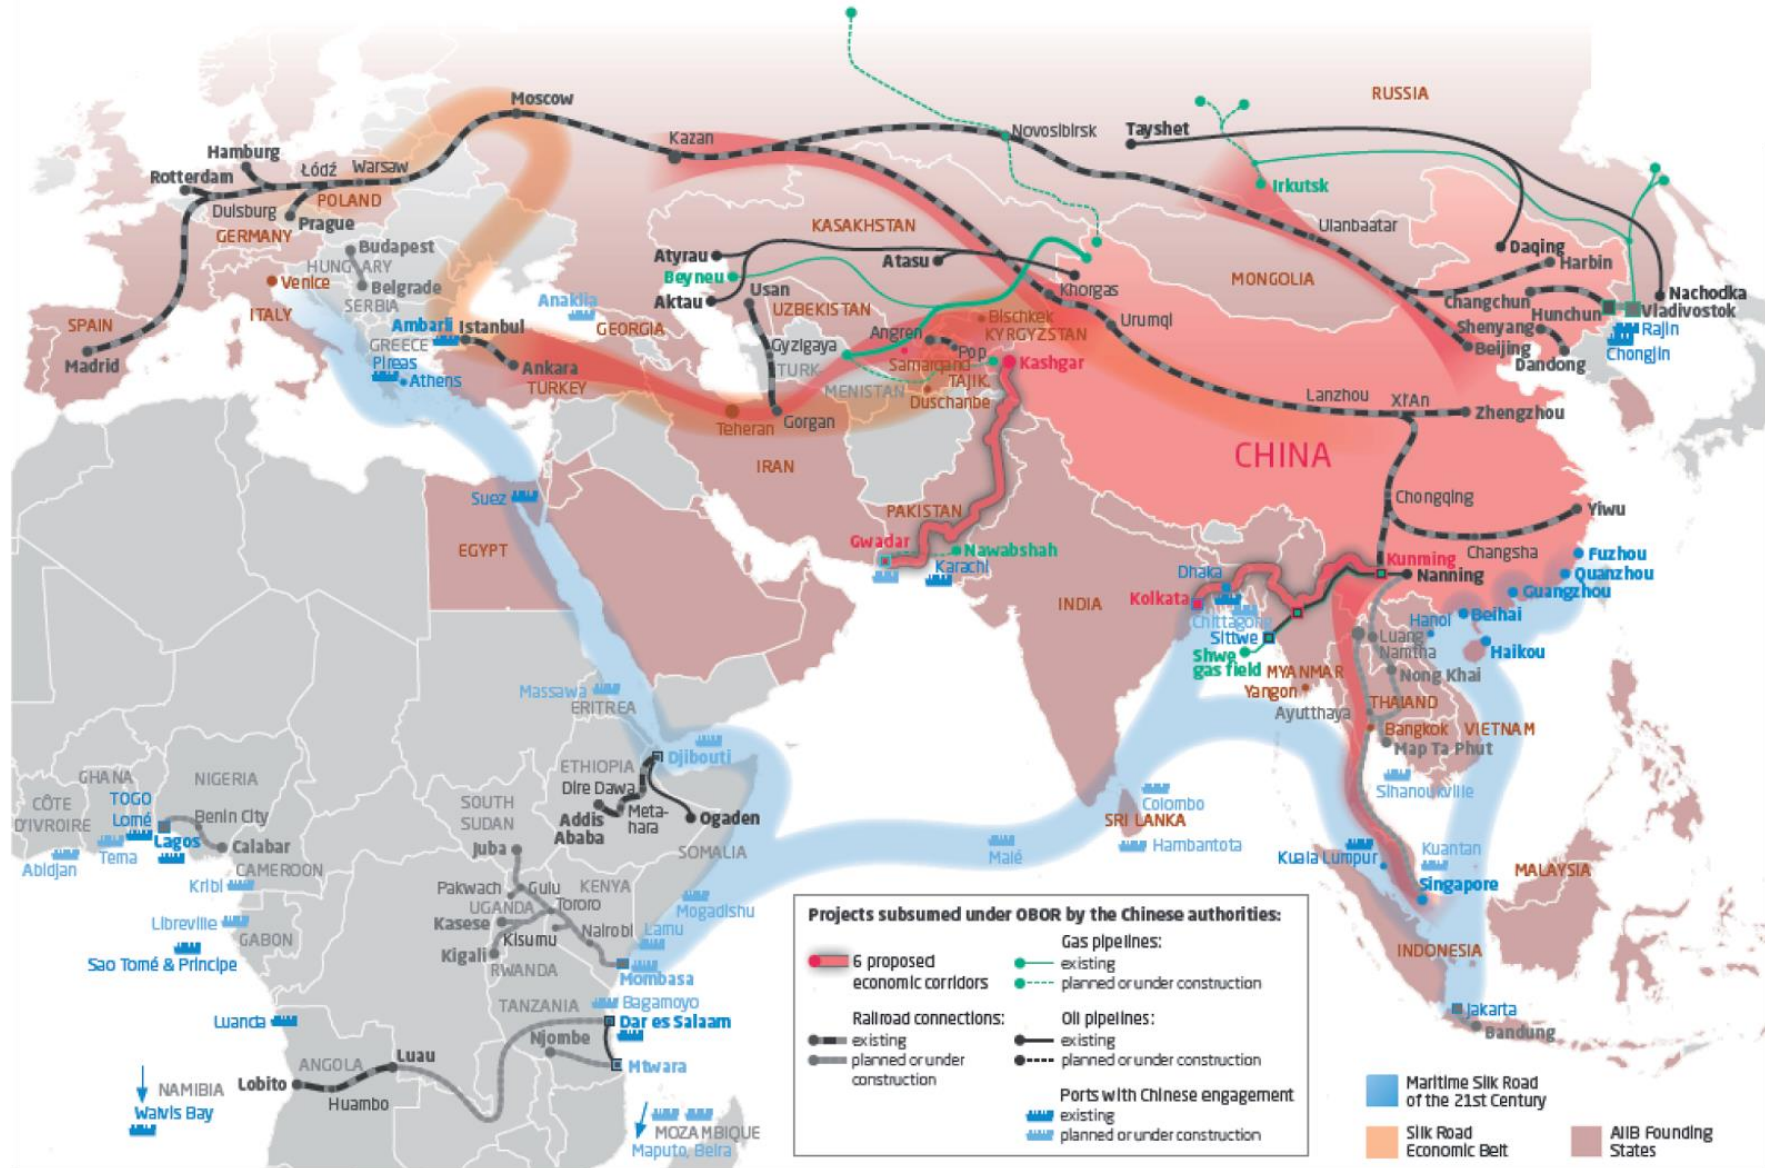 Moscow
RUSSIA
Kazan
Novosibirsk
Tayshet
Hamburg
Łódź
Warsaw
Rotterdam
POLAND
Duisburg
Prague
GERMANY
Irkutsk
Ulanbaatar
KASAKHSTAN
Budapest
HUNGARY
Belgrade
SERBIA
Venice
ITALY
Atyrau
Beyneu
Aktau
Atasu
Usan
UZBEKISTAN
Khorgas
MONGOLIA
Daqing
Harbin
Changchun
Hunchun
Nachodka
Vladivostok
Rajin
Chongjin
Shenyang
Beijing
Dandong
SPAIN
Madrid
Ambarli
Istanbul
GREECE
Pireas
Athens
Ankara
TURKEY
Anaklia
GEORGIA
Gyzigaya
TURK-
MENISTAN
Angren
Pop
Bischkek
KYRGYZSTAN
Samarqand
TAJIK.
Duschanbe
Kashgar
Urumqi
Teheran
Gorgan
IRAN
Lanzhou
Xi'An
Zhengzhou
CHINA
Suez
EGYPT
PAKISTAN
Gwadar
Nawabshah
Karachi
Chongqing
Yiwu
Changsha
Kunming
Nanning
Fuzhou
Quanzhou
Guangzhou
Beihai
Hanoi
Haikou
INDIA
Dhaka
Kolkata
Chittagong
Sittwe
Shwe
gas field
MYANMAR
Yangon
Luang
Namtha
Nong Khai
THAILAND
Ayutthaya
Bangkok
VIETNAM
Map Ta Phut
Sihanoukville
Massawa
ERITREA
Djibouti
ETHIOPIA
Dire Dawa
Addis
Ababa
Meta-
hara
Ogaden
SOMALIA
GHANA
NIGERIA
CÔTE
D'IVROIRE
TOGO
Lomé
Benin City
Lagos
Calabar
Tema
Abidjan
CAMEROON
Kribi
Libreville
GABON
Sao Tomé & Principe
SOUTH
SUDAN
Juba
Pakwach
Gulu
KENYA
UGANDA
Tororo
Kasese
Kisumu
Nairobi
Kigali
RWANDA
Mogadishu
Lamu
Mombasa
TANZANIA
Bagamoyo
Dar es Salaam
Njombe
Mtwara
Luanda
ANGOLA
Luau
Lobito
Huambo
NAMIBIA
Walvis Bay
MOZAMBIQUE
Maputo, Beira
Malé
Colombo
SRI LANKA
Hambantota
Kuala Lumpur
Kuantan
Singapore
MALAYSIA
INDONESIA
Jakarta
Bandung
Projects subsumed under OBOR by the Chinese authorities:
6 proposed
economic corridors
Railroad connections:
existing
planned or under
construction
Gas pipelines:
existing
planned or under construction
Oil pipelines:
existing
planned or under construction
Ports with Chinese engagement
existing
planned or under construction
Maritime Silk Road
of the 21st Century
Silk Road
Economic Belt
AIIB Founding
States